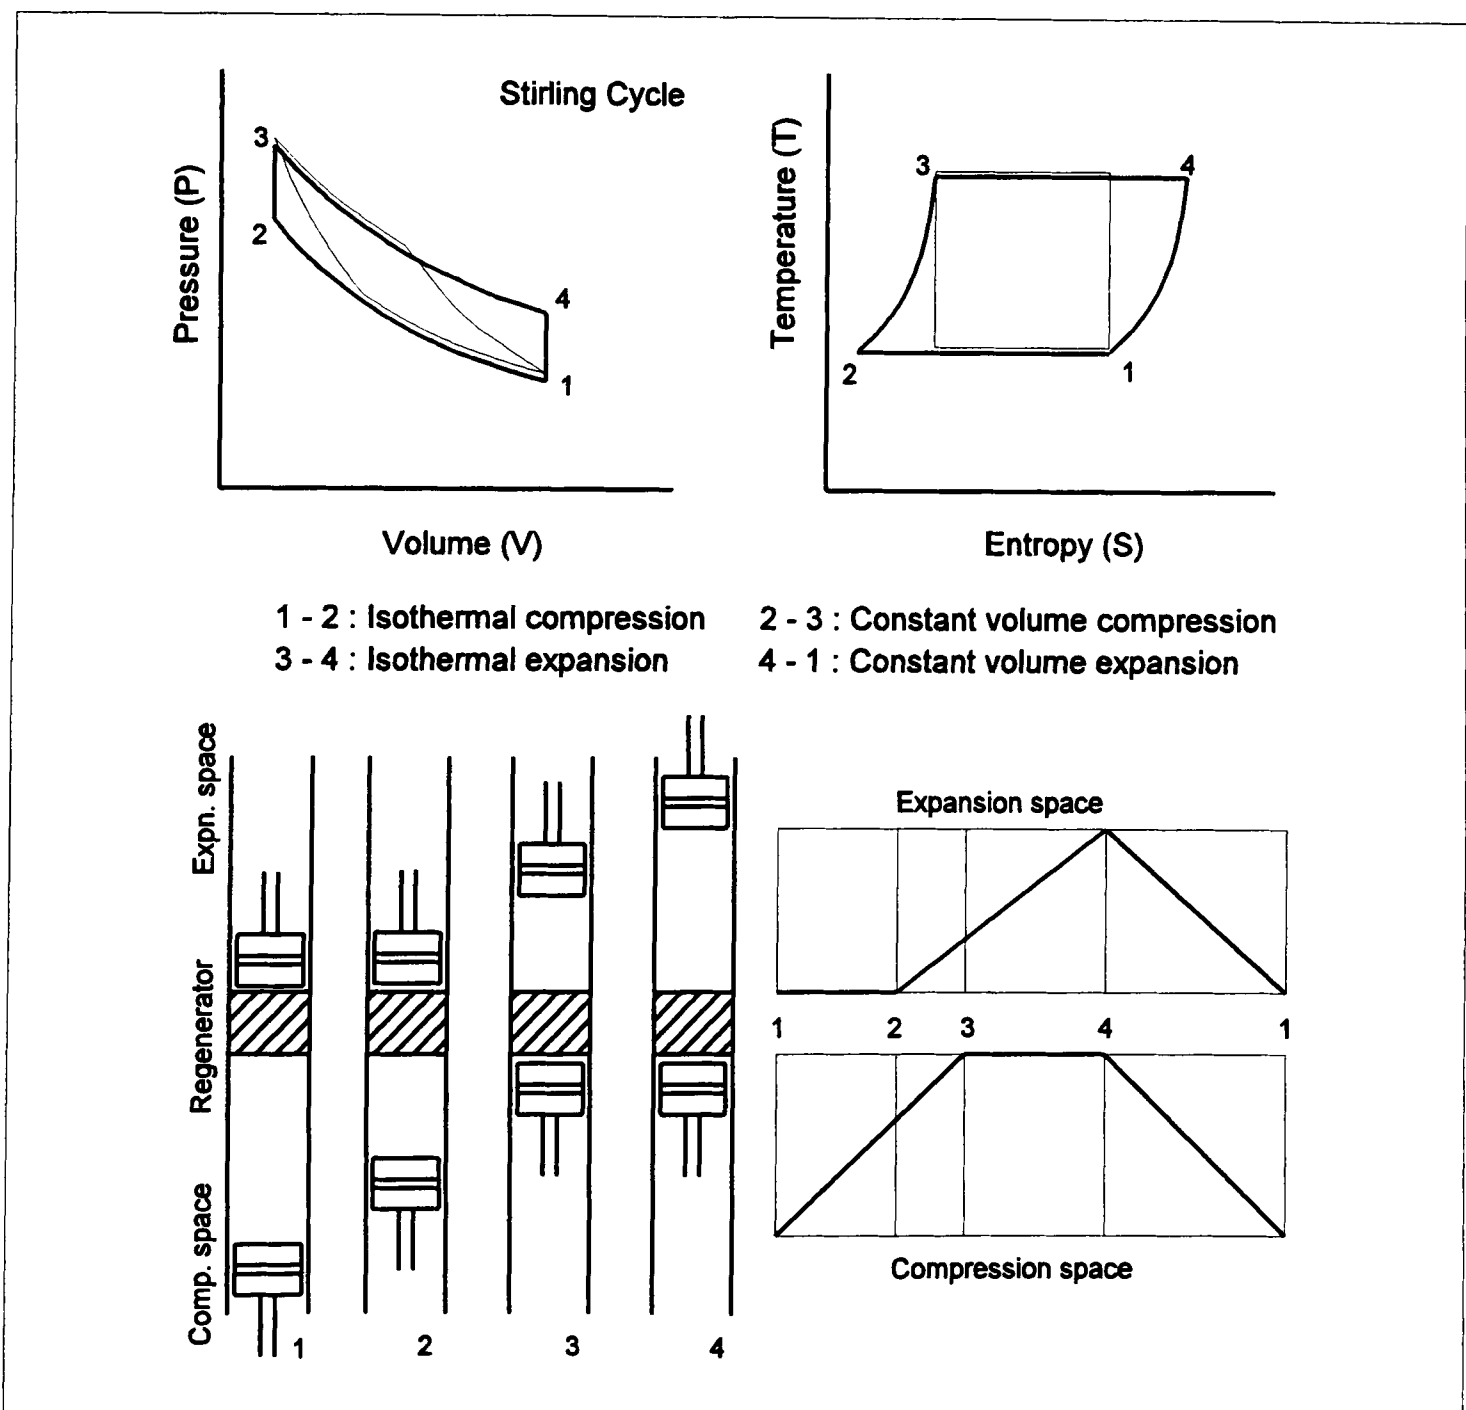 Stirling Cycle
Pressure (P)
3
2
4
1
Volume (V)
Temperature (T)
3
4
2
1
Entropy (S)
1 - 2 : Isothermal compression
2 - 3 : Constant volume compression
3 - 4 : Isothermal expansion
4 - 1 : Constant volume expansion
Expn. space
Regenerator
Comp. space
1
2
3
4
Expansion space
1
2
3
4
1
Compression space